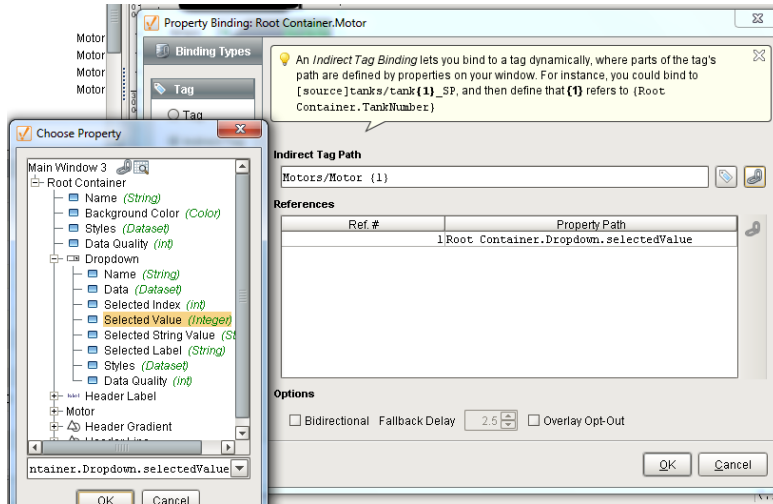 Motor
Motor
Motor
Motor
Property Binding: Root Container.Motor
Binding Types
Tag
Tag
An Indirect Tag Binding lets you bind to a tag dynamically, where parts of the tag's
path are defined by properties on your window. For instance, you could bind to
[source]tanks/tank{1}_SP, and then define that {1} refers to {Root
Container.TankNumber}
Indirect Tag Path
Motors/Motor {1}
References
Ref. # Property Path
1 Root Container.Dropdown.selectedValue
Options
Bidirectional Fallback Delay 2.5 Overlay Opt-Out
OK Cancel
Choose Property
Main Window 3
Root Container
Name (String)
Background Color (Color)
Styles (Dataset)
Data Quality (int)
Dropdown
Name (String)
Data (Dataset)
Selected Index (int)
Selected Value (Integer)
Selected String Value (St
Selected Label (String)
Styles (Dataset)
Data Quality (int)
label Header Label
Motor
Header Gradient
Header Line
ntainer.Dropdown.selectedValue
OK Cancel